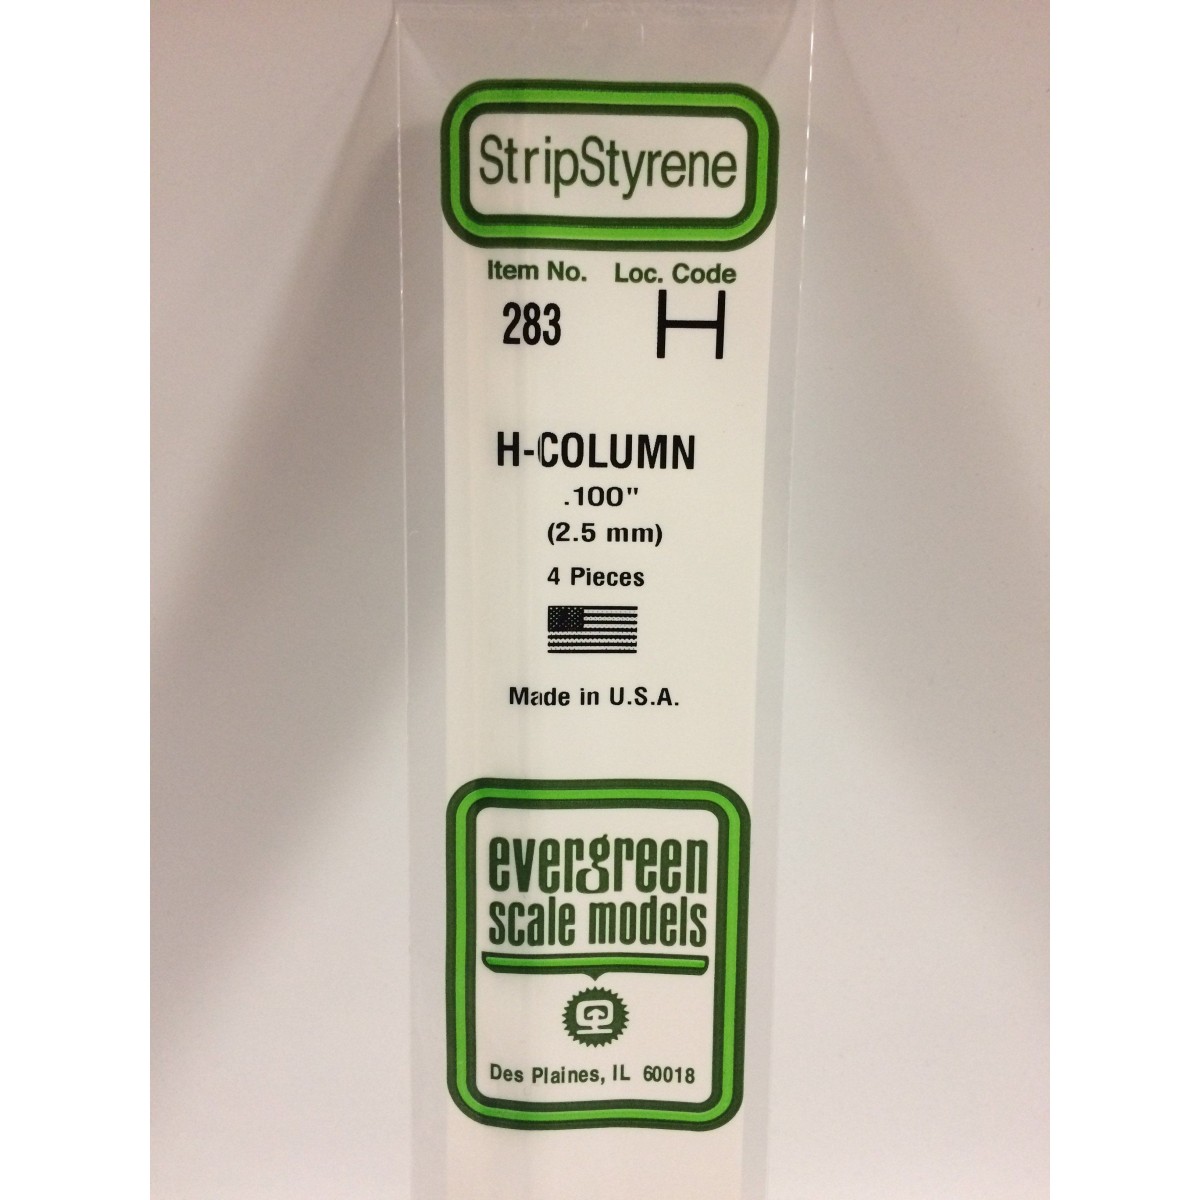 StripStyrene
Item No. Loc. Code
283 H
H-COLUMN
.100"
(2.5 mm)
4 Pieces
Made in U.S.A.
evergreen
scale models
Des Plaines, IL 60018